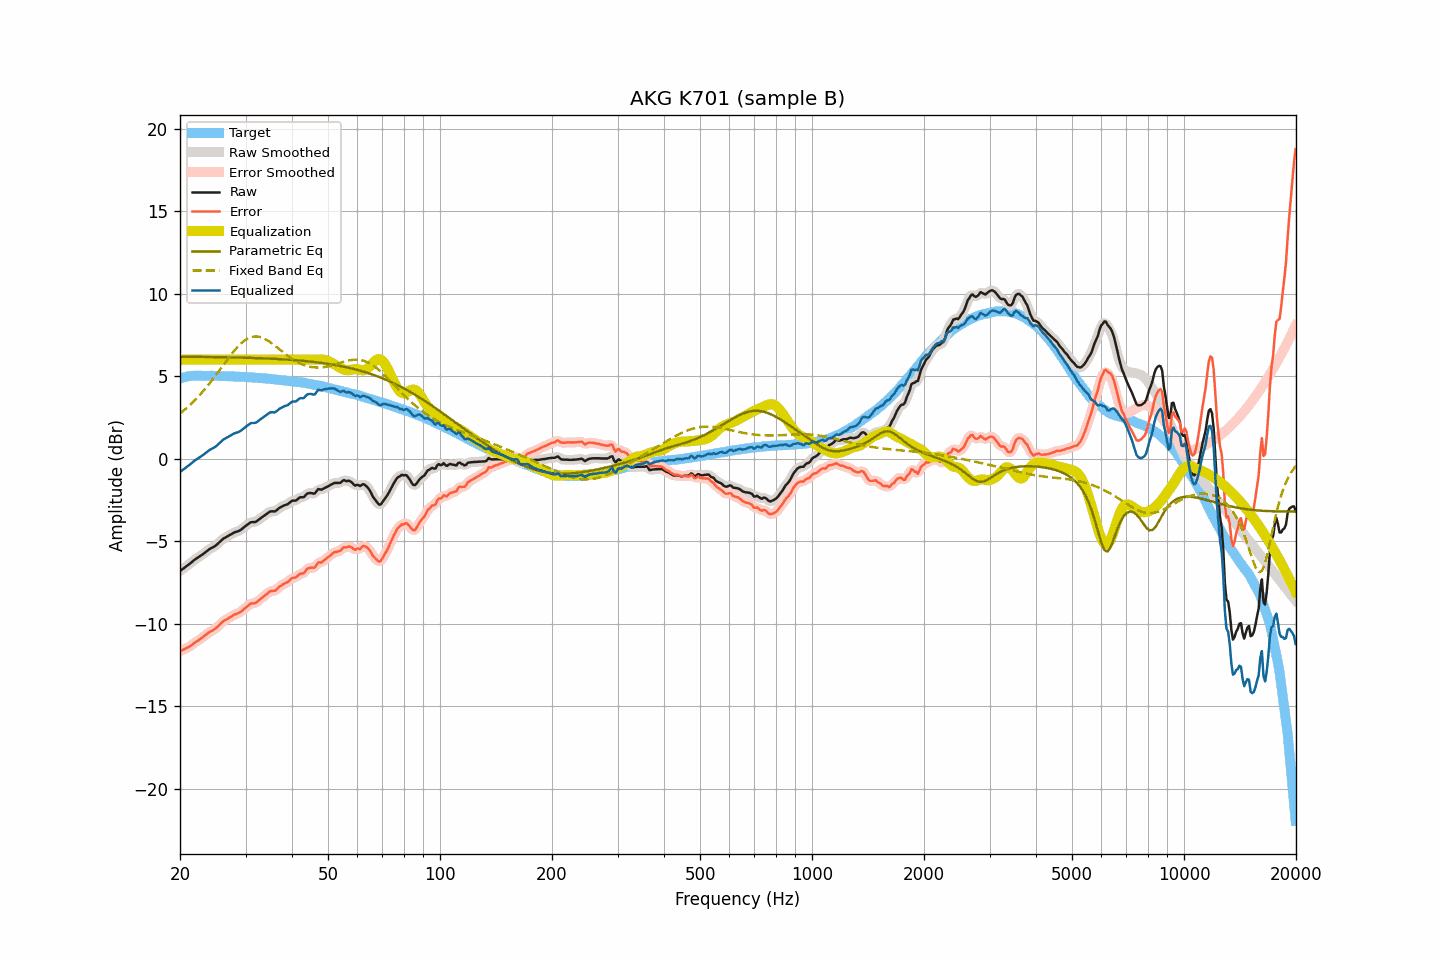 AKG K701 (sample B)
Target
Raw Smoothed
Error Smoothed
Raw
Error
Equalization
Parametric Eq
Fixed Band Eq
Equalized
20
15
10
5
0
−5
−10
−15
−20
Amplitude (dBr)
20 50 100 200 500 1000 2000 5000 10000 20000
Frequency (Hz)